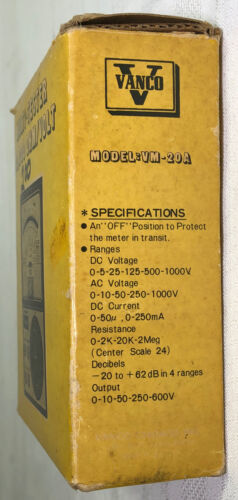 VANCO
MODEL:VM-20A
* SPECIFICATIONS
● An "OFF" Position to Protect
the meter in transit.
● Ranges
DC Voltage
0-5-25-125-500-1000V.
AC Voltage
0-10-50-250-1000V
DC Current
0-50μ ,0-250mA
Resistance
0-2K-20K-2Meg
(Center Scale 24)
Decibels
-20 to +62dB in 4 ranges
Output
0-10-50-250-600V